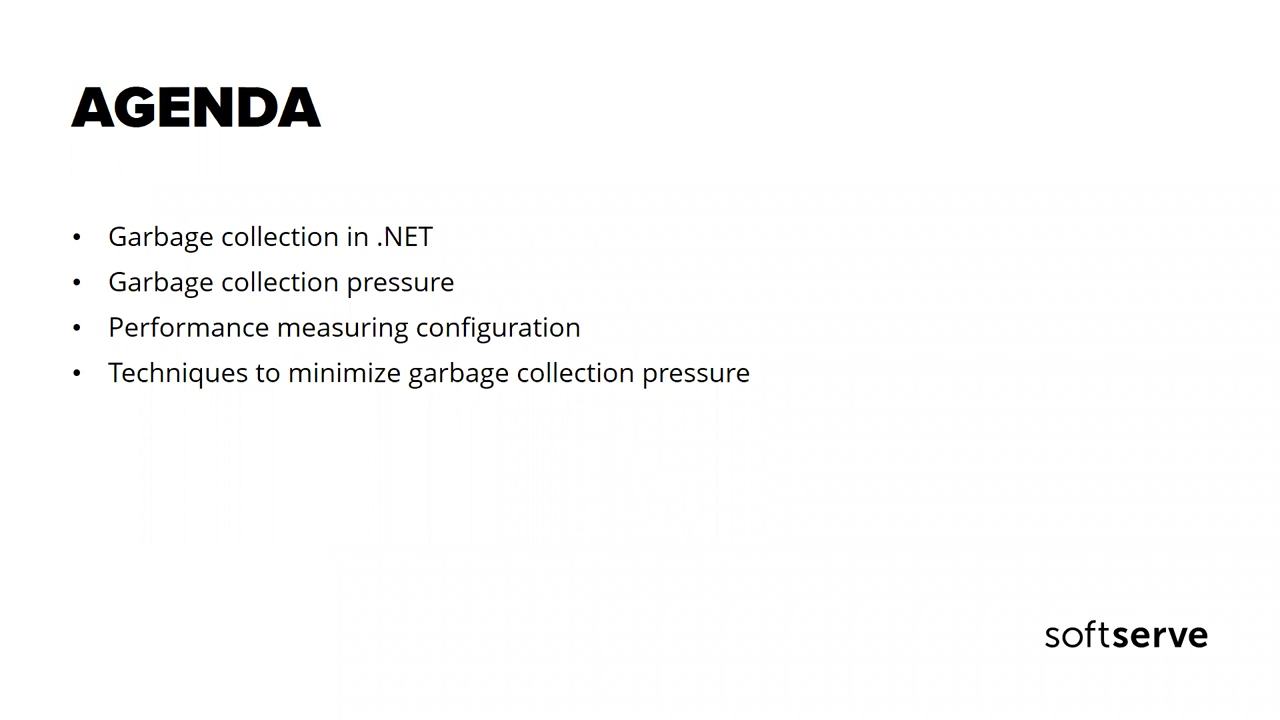 AGENDA
• Garbage collection in .NET
• Garbage collection pressure
• Performance measuring configuration
• Techniques to minimize garbage collection pressure
softserve